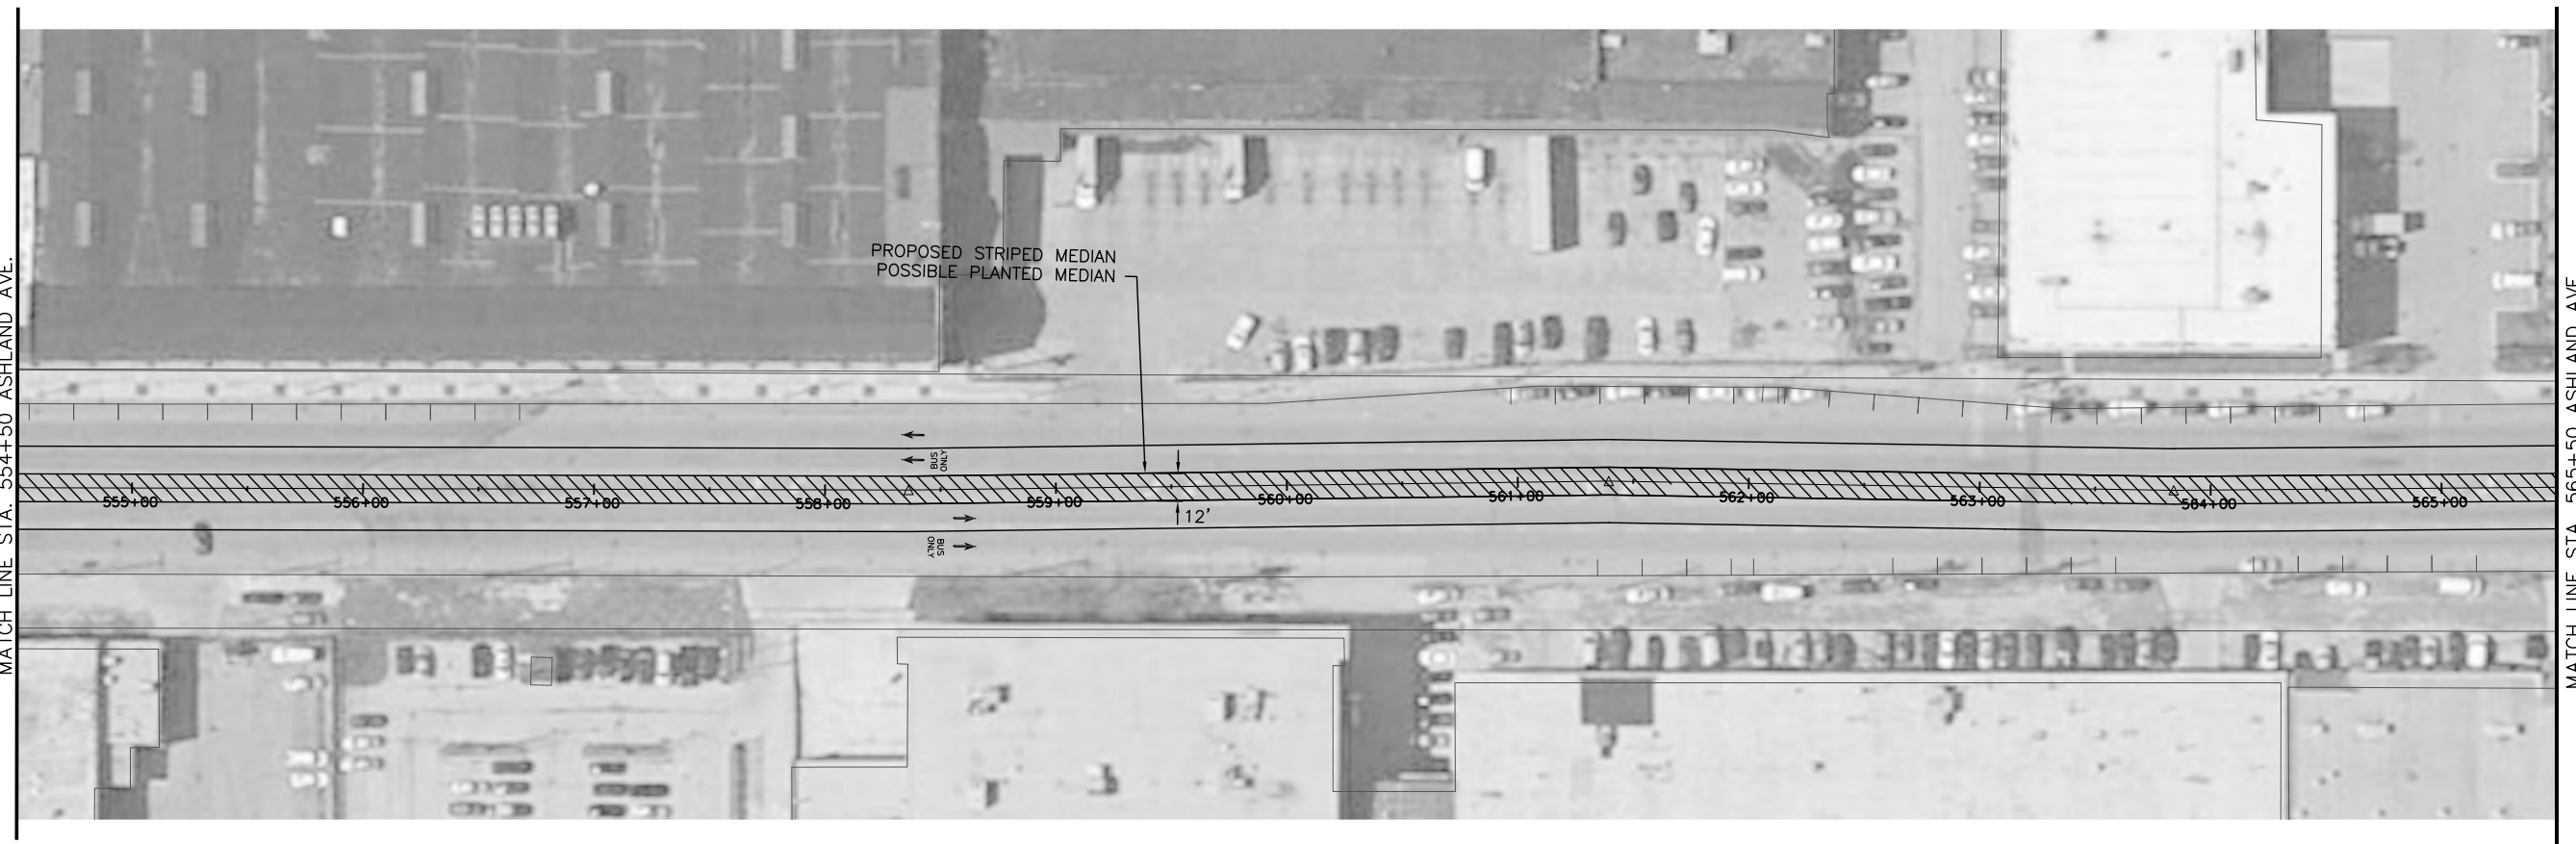 MATCH LINE STA. 554+50 ASHLAND AVE.
PROPOSED STRIPED MEDIAN
POSSIBLE PLANTED MEDIAN
BUS
ONLY
555+00
556+00
557+00
558+00
559+00
560+00
561+00
562+00
563+00
564+00
565+00
12'
BUS
ONLY
MATCH LINE STA. 565+50 ASHLAND AVE.